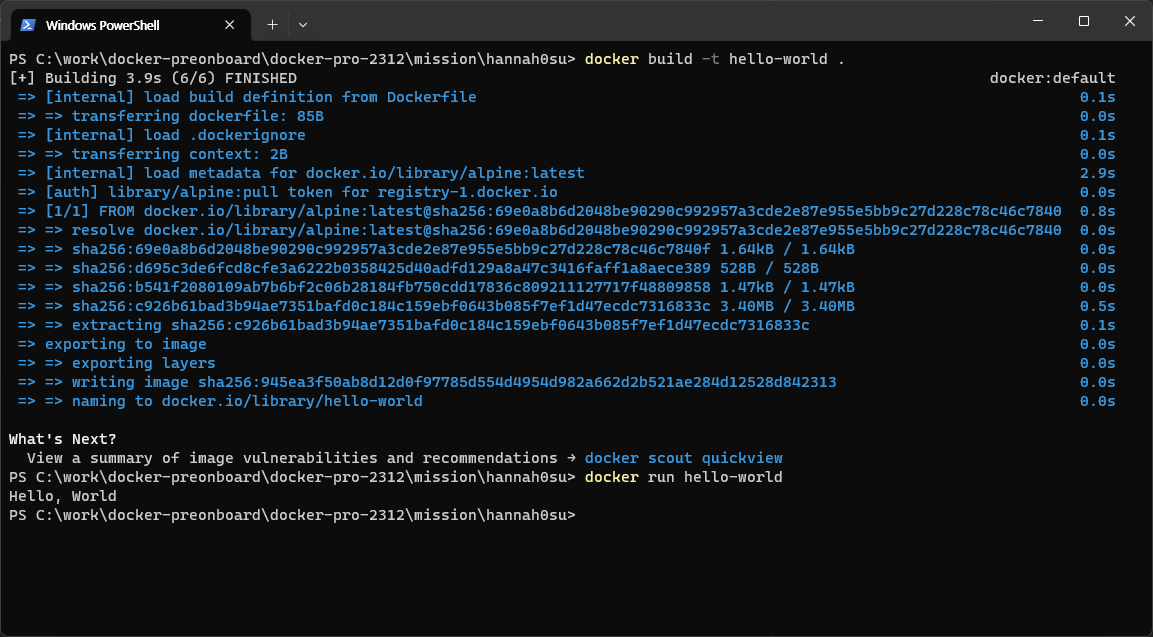 Windows PowerShell
PS C:\work\docker-preonboard\docker-pro-2312\mission\hannah0su> docker build -t hello-world .
[+] Building 3.9s (6/6) FINISHED docker:default
=> [internal] load build definition from Dockerfile 0.1s
=> => transferring dockerfile: 85B 0.0s
=> [internal] load .dockerignore 0.1s
=> => transferring context: 2B 0.0s
=> [internal] load metadata for docker.io/library/alpine:latest 2.9s
=> [auth] library/alpine:pull token for registry-1.docker.io 0.0s
=> [1/1] FROM docker.io/library/alpine:latest@sha256:69e0a8b6d2048be90290c992957a3cde2e87e955e5bb9c27d228c78c46c7840 0.8s
=> => resolve docker.io/library/alpine:latest@sha256:69e0a8b6d2048be90290c992957a3cde2e87e955e5bb9c27d228c78c46c7840 0.0s
=> => sha256:69e0a8b6d2048be90290c992957a3cde2e87e955e5bb9c27d228c78c46c7840f 1.64kB / 1.64kB 0.0s
=> => sha256:d695c3de6fcd8cfe3a6222b0358425d40adfd129a8a47c3416faff1a8aece389 528B / 528B 0.0s
=> => sha256:b541f2080109ab7b6bf2c06b28184fb750cdd17836c809211127717f48809858 1.47kB / 1.47kB 0.0s
=> => sha256:c926b61bad3b94ae7351bafd0c184c159ebf0643b085f7ef1d47ecdc7316833c 3.40MB / 3.40MB 0.5s
=> => extracting sha256:c926b61bad3b94ae7351bafd0c184c159ebf0643b085f7ef1d47ecdc7316833c 0.1s
=> exporting to image 0.0s
=> => exporting layers 0.0s
=> => writing image sha256:945ea3f50ab8d12d0f97785d554d4954d982a662d2b521ae284d12528d842313 0.0s
=> => naming to docker.io/library/hello-world 0.0s
What's Next?
View a summary of image vulnerabilities and recommendations → docker scout quickview
PS C:\work\docker-preonboard\docker-pro-2312\mission\hannah0su> docker run hello-world
Hello, World
PS C:\work\docker-preonboard\docker-pro-2312\mission\hannah0su>